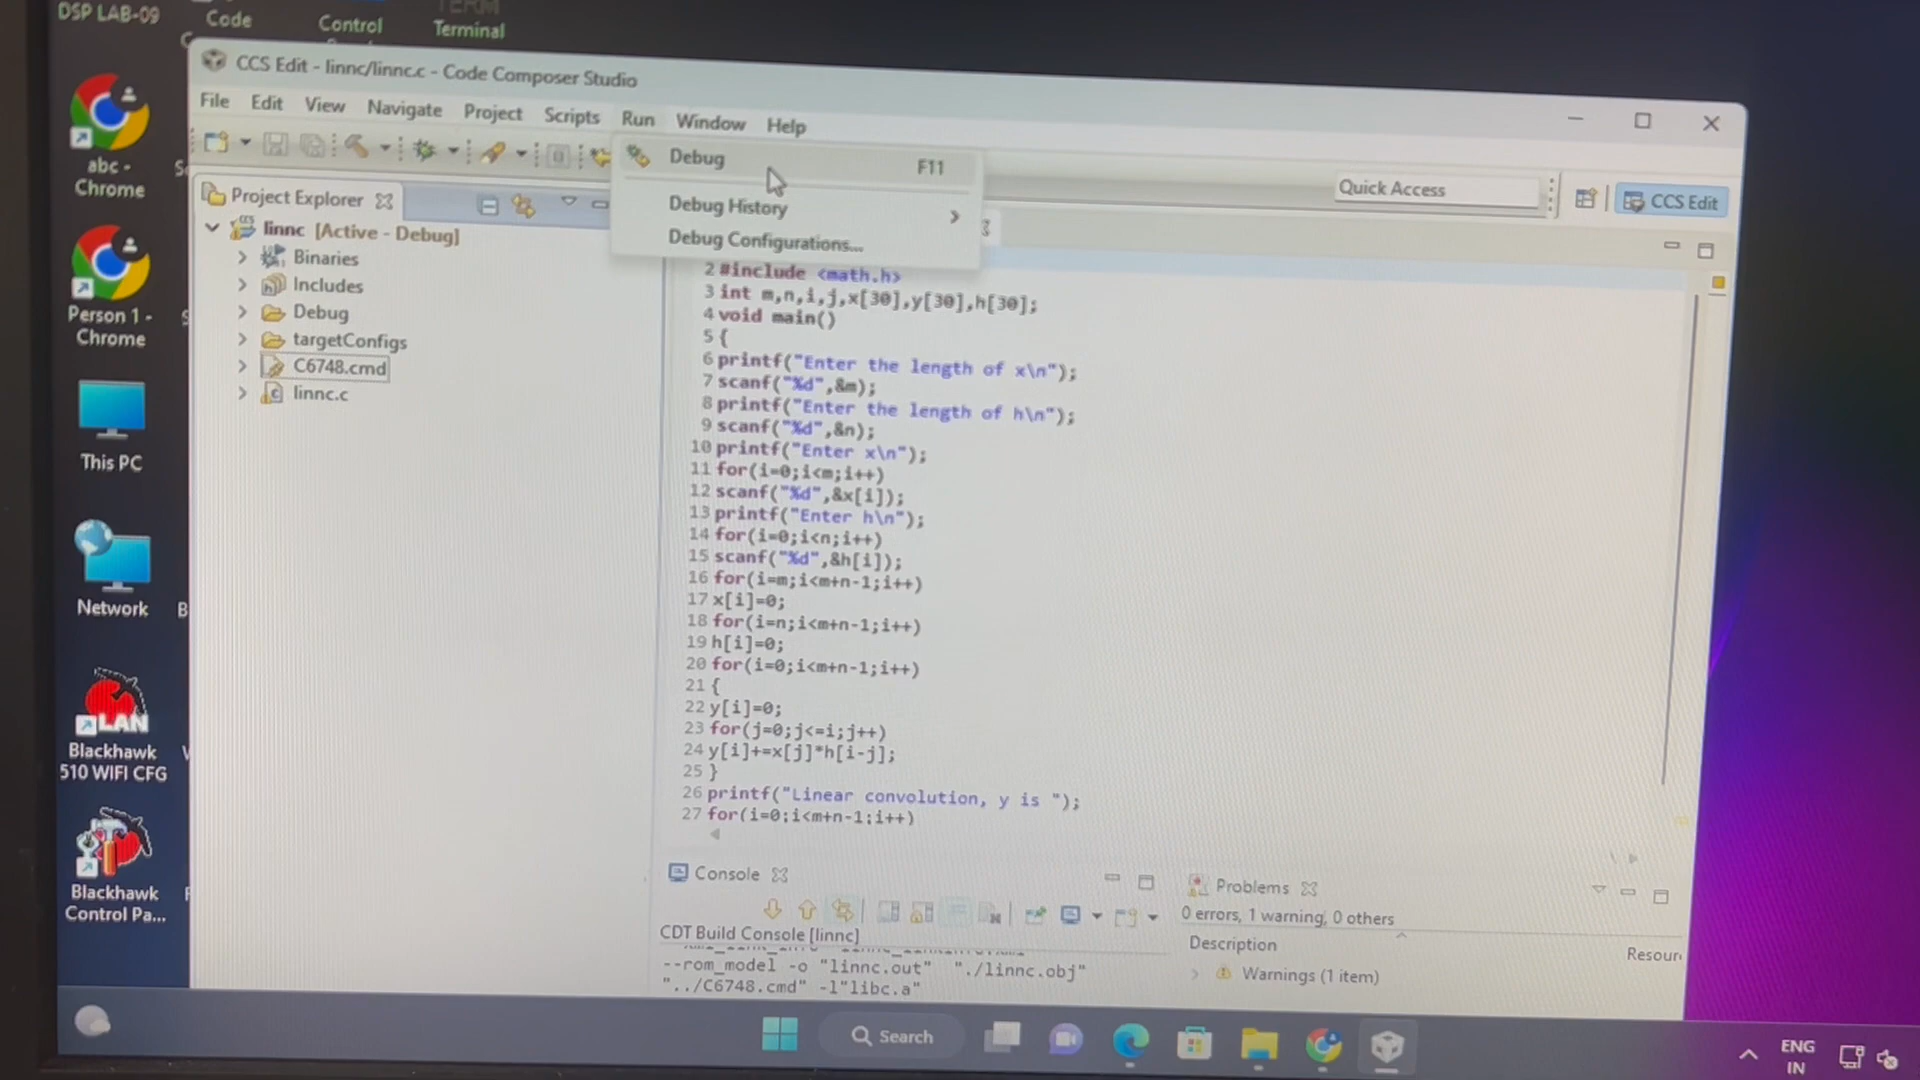 DSP LAB-09
Code
Control
Terminal
CCS Edit - linnc/linnc.c - Code Composer Studio
File Edit View Navigate Project Scripts Run Window Help
Debug F11
Debug History
Debug Configurations...
Quick Access
CCS Edit
Project Explorer
linnc [Active - Debug]
Binaries
Includes
Debug
targetConfigs
C6748.cmd
linnc.c
2 #include <math.h>
3 int m,n,i,j,x[30],y[30],h[30];
4 void main()
5 {
6 printf("Enter the length of x\n");
7 scanf("%d",&m);
8 printf("Enter the length of h\n");
9 scanf("%d",&n);
10 printf("Enter x\n");
11 for(i=0;i<m;i++)
12 scanf("%d",&x[i]);
13 printf("Enter h\n");
14 for(i=0;i<n;i++)
15 scanf("%d",&h[i]);
16 for(i=m;i<m+n-1;i++)
17 x[i]=0;
18 for(i=n;i<m+n-1;i++)
19 h[i]=0;
20 for(i=0;i<m+n-1;i++)
21 {
22 y[i]=0;
23 for(j=0;j<=i;j++)
24 y[i]+=x[j]*h[i-j];
25 }
26 printf("Linear convolution, y is ");
27 for(i=0;i<m+n-1;i++)
Console
CDT Build Console [linnc]
--rom_model -o "linnc.out" "./linnc.obj"
"../C6748.cmd" -l"libc.a"
Problems
0 errors, 1 warning, 0 others
Description
Warnings (1 item)
abc -
Chrome
Person 1 -
Chrome
This PC
Network
LAN
Blackhawk
510 WIFI CFG
Blackhawk
Control Pa...
Search
ENG
IN